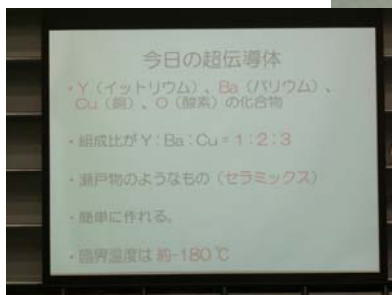 今日の超伝導体
・Y（イットリウム）、Ba（バリウム）、
Cu（銅）、O（酸素）の化合物
・組成比が Y：Ba：Cu = 1：2：3
・瀬戸物のようなもの（セラミックス）
・簡単に作れる。
・臨界温度は 約-180℃